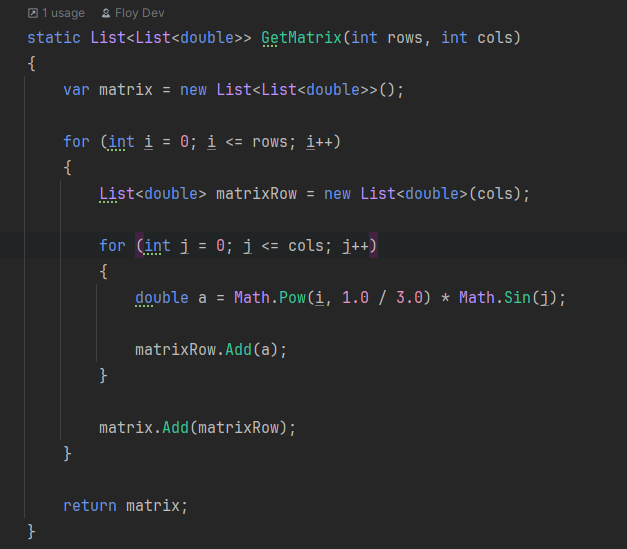 1 usage Floy Dev
static List<List<double>> GetMatrix(int rows, int cols)
{
    var matrix = new List<List<double>>();
    for (int i = 0; i <= rows; i++)
    {
        List<double> matrixRow = new List<double>(cols);
        for (int j = 0; j <= cols; j++)
        {
            double a = Math.Pow(i, 1.0 / 3.0) * Math.Sin(j);
            matrixRow.Add(a);
        }
        matrix.Add(matrixRow);
    }
    return matrix;
}